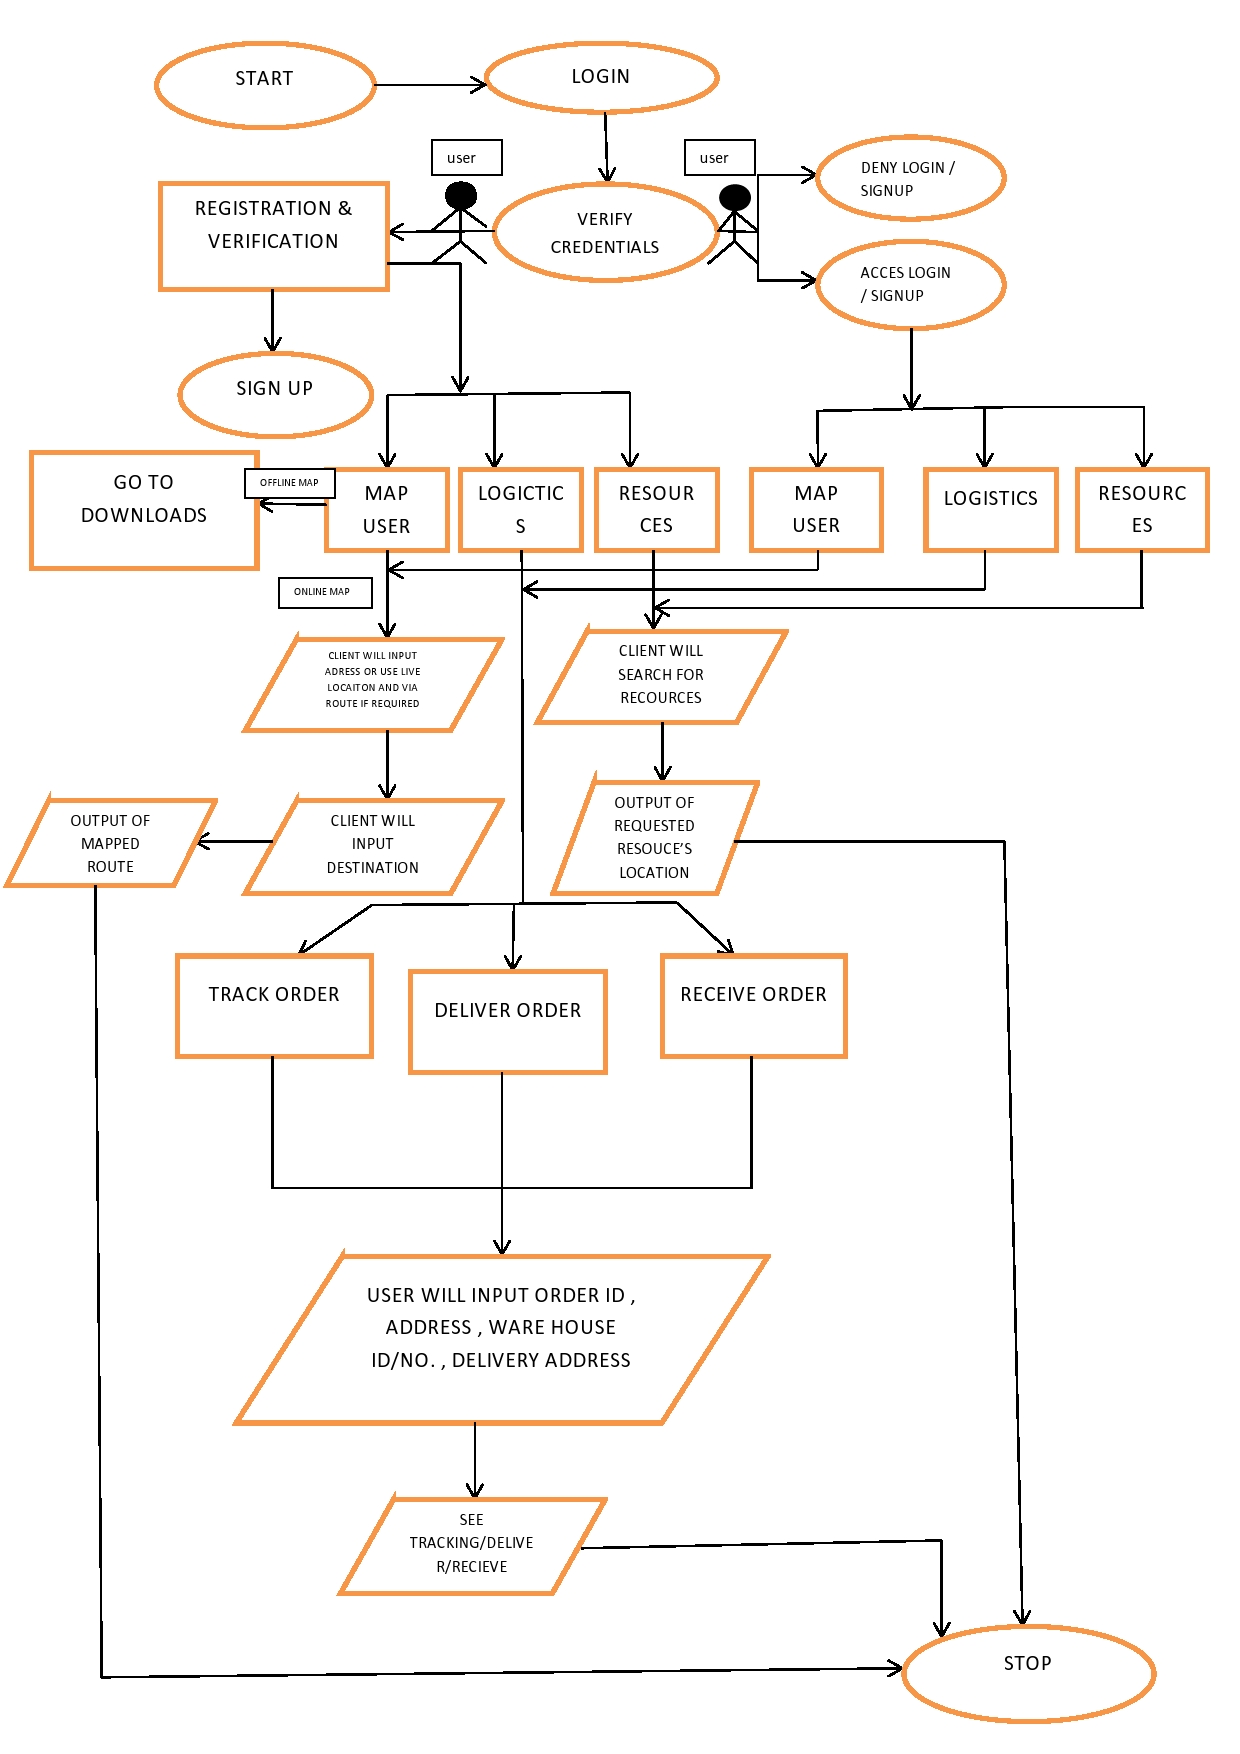 START
LOGIN
user
user
DENY LOGIN /
SIGNUP
REGISTRATION &
VERIFICATION
VERIFY
CREDENTIALS
ACCES LOGIN
/ SIGNUP
SIGN UP
GO TO
DOWNLOADS
OFFLINE MAP
MAP
USER
LOGICTIC
S
RESOUR
CES
MAP
USER
LOGISTICS
RESOURC
ES
ONLINE MAP
CLIENT WILL INPUT
ADRESS OR USE LIVE
LOCAITON AND VIA
ROUTE IF REQUIRED
CLIENT WILL
SEARCH FOR
RECOURCES
OUTPUT OF
MAPPED
ROUTE
CLIENT WILL
INPUT
DESTINATION
OUTPUT OF
REQUESTED
RESOUCE'S
LOCATION
TRACK ORDER
DELIVER ORDER
RECEIVE ORDER
USER WILL INPUT ORDER ID ,
ADDRESS , WARE HOUSE
ID/NO. , DELIVERY ADDRESS
SEE
TRACKING/DELIVE
R/RECIEVE
STOP